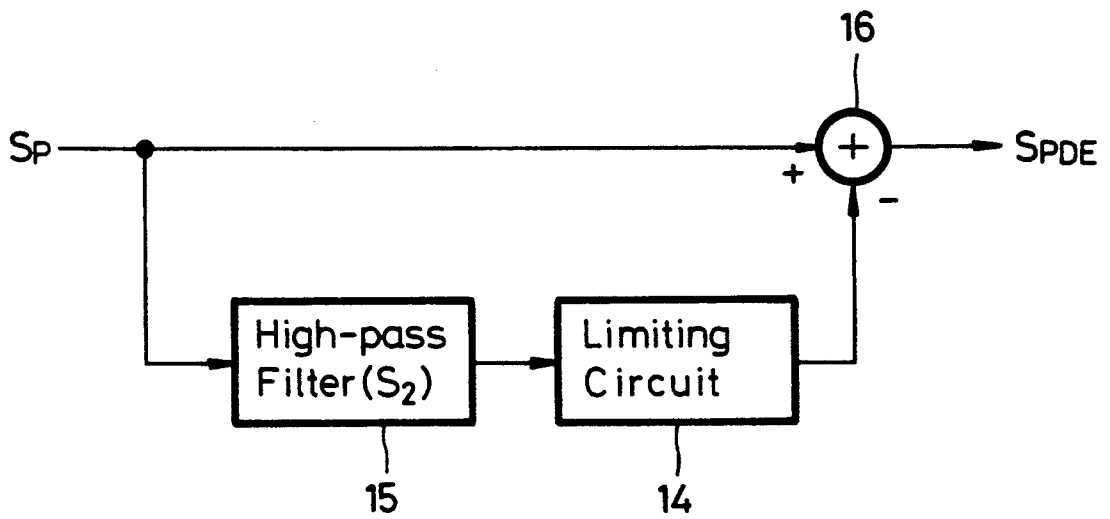 16
SP
+
+
-
SPDE
High-pass
Filter(S2)
Limiting
Circuit
15
14